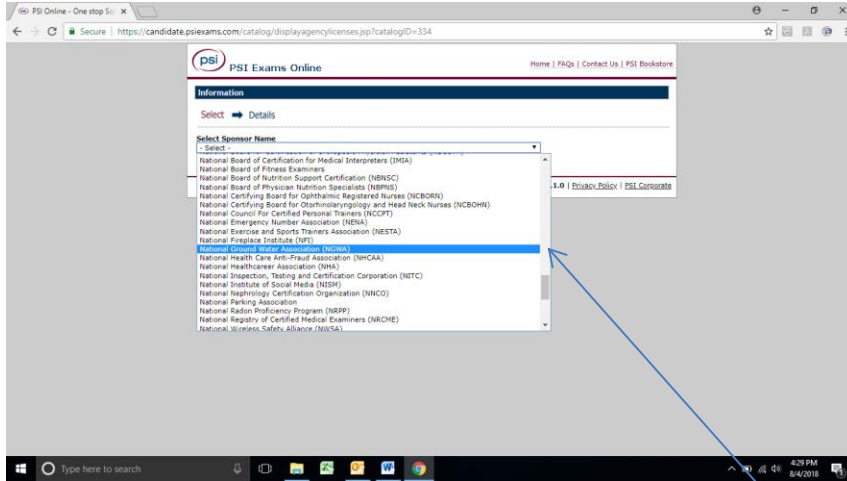 PSI Online - One stop So
Secure | https://candidate.psiexams.com/catalog/displayagencylicenses.jsp?catalogID=334
psi PSI Exams Online
Home | FAQs | Contact Us | PSI Bookstore
Information
Select Details
Select Sponsor Name
- Select -
National Board of Certification for Medical Interpreters (IMIA)
National Board of Fitness Examiners
National Board of Nutrition Support Certification (NBNSC)
National Board of Physician Nutrition Specialists (NBPNS)
.1.0 | Privacy Policy | PSI Corporate
National Certifying Board for Ophthalmic Registered Nurses (NCBORN)
National Certifying Board for Otorhinolaryngology and Head Neck Nurses (NCBOHN)
National Council For Certified Personal Trainers (NCCPT)
National Emergency Number Association (NENA)
National Exercise and Sports Trainers Association (NESTA)
National Fireplace Institute (NFI)
National Ground Water Association (NGWA)
National Health Care Anti-Fraud Association (NHCAA)
National Healthcareer Association (NHA)
National Inspection, Testing and Certification Corporation (NITC)
National Institute of Social Media (NISM)
National Nephrology Certification Organization (NNCO)
National Parking Association
National Radon Proficiency Program (NRPP)
National Registry of Certified Medical Examiners (NRCME)
National Wireless Safety Alliance (NWSA)
Type here to search
4:29 PM
8/4/2018